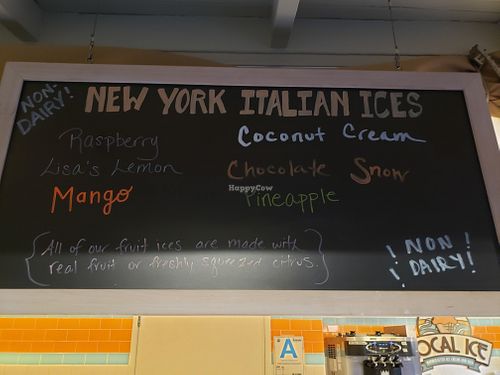 NON-
DAIRY!
NEW YORK ITALIAN ICES
Raspberry
Coconut Cream
Lisa's Lemon
Chocolate Snow
Mango
Pineapple
HappyCow
{All of our fruit ices are made with
real fruit or freshly squeezed citrus.}
! NON !
! DAIRY! !
A
LOCAL ICE